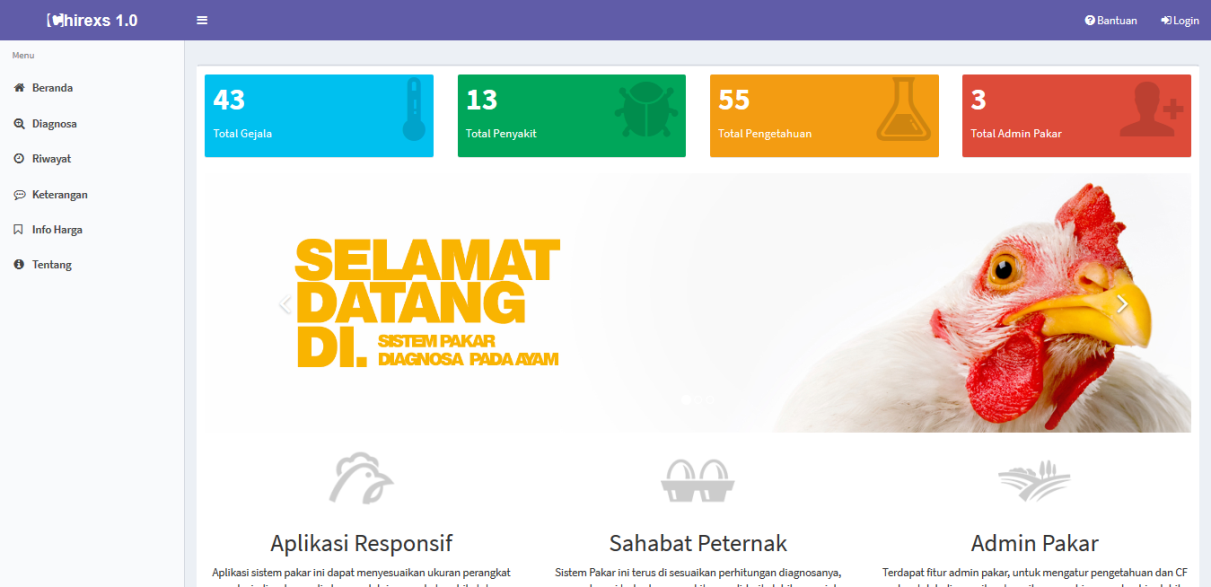 Chirexs 1.0
Bantuan
Login
Menu
Beranda
Diagnosa
Riwayat
Keterangan
Info Harga
Tentang
43
Total Gejala
13
Total Penyakit
55
Total Pengetahuan
3
Total Admin Pakar
SELAMAT
DATANG
DI. SISTEM PAKAR
DIAGNOSA PADA AYAM
Aplikasi Responsif
Aplikasi sistem pakar ini dapat menyesuaikan ukuran perangkat
Sahabat Peternak
Sistem Pakar ini terus di sesuaikan perhitungan diagnosanya,
Admin Pakar
Terdapat fitur admin pakar, untuk mengatur pengetahuan dan CF